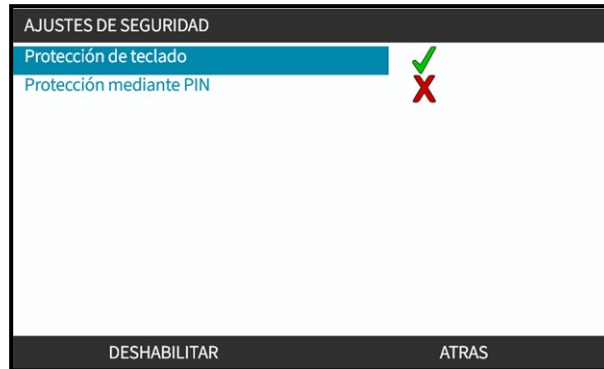 AJUSTES DE SEGURIDAD
Protección de teclado
Protección mediante PIN
DESHABILITAR ATRAS